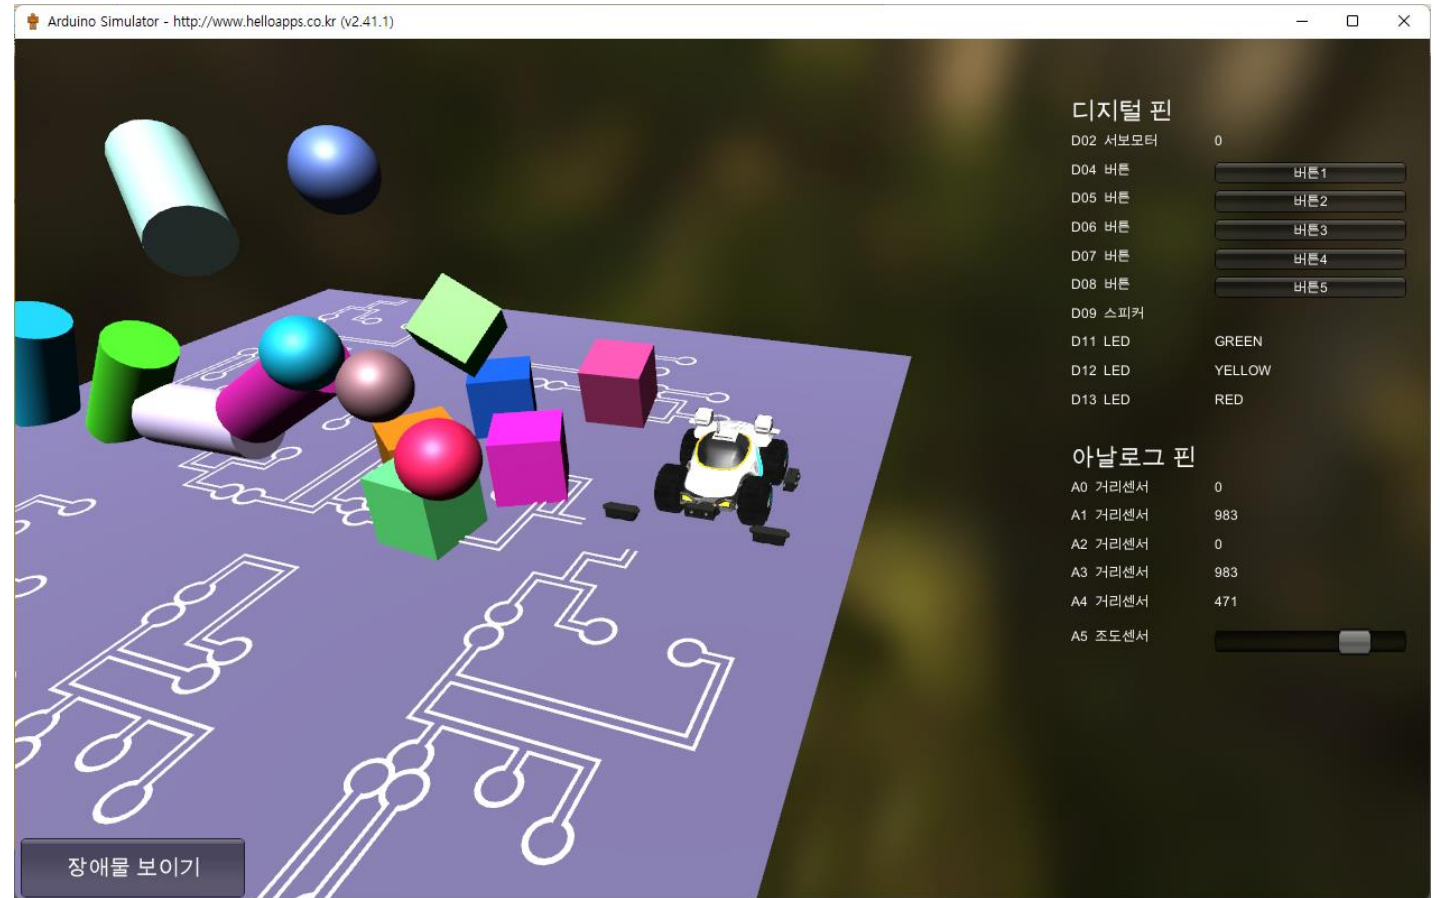 Arduino Simulator - http://www.helloapps.co.kr (v2.41.1)
디지털 핀
D02 서보모터 0
D04 버튼 버튼1
D05 버튼 버튼2
D06 버튼 버튼3
D07 버튼 버튼4
D08 버튼 버튼5
D09 스피커
D11 LED GREEN
D12 LED YELLOW
D13 LED RED
아날로그 핀
A0 거리센서 0
A1 거리센서 983
A2 거리센서 0
A3 거리센서 983
A4 거리센서 471
A5 조도센서
장애물 보이기